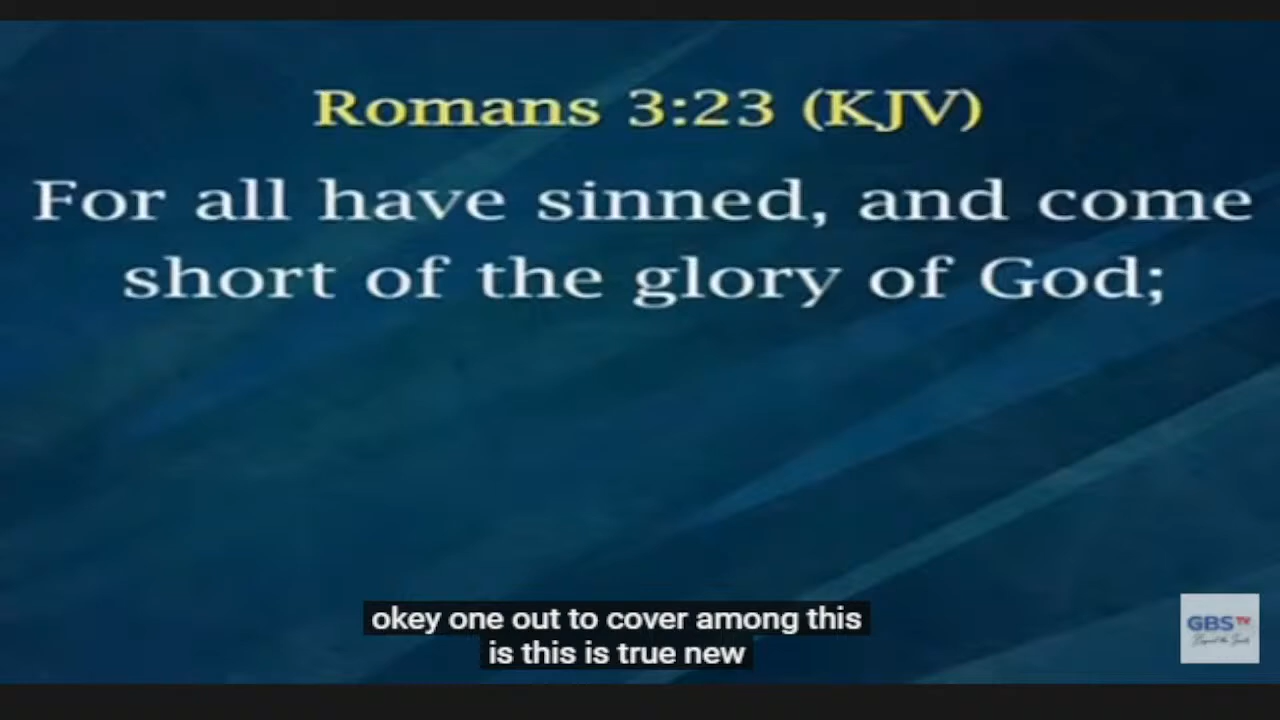 Romans 3:23 (KJV)
For all have sinned, and come
short of the glory of God;
okey one out to cover among this
is this is true new
GBS TV